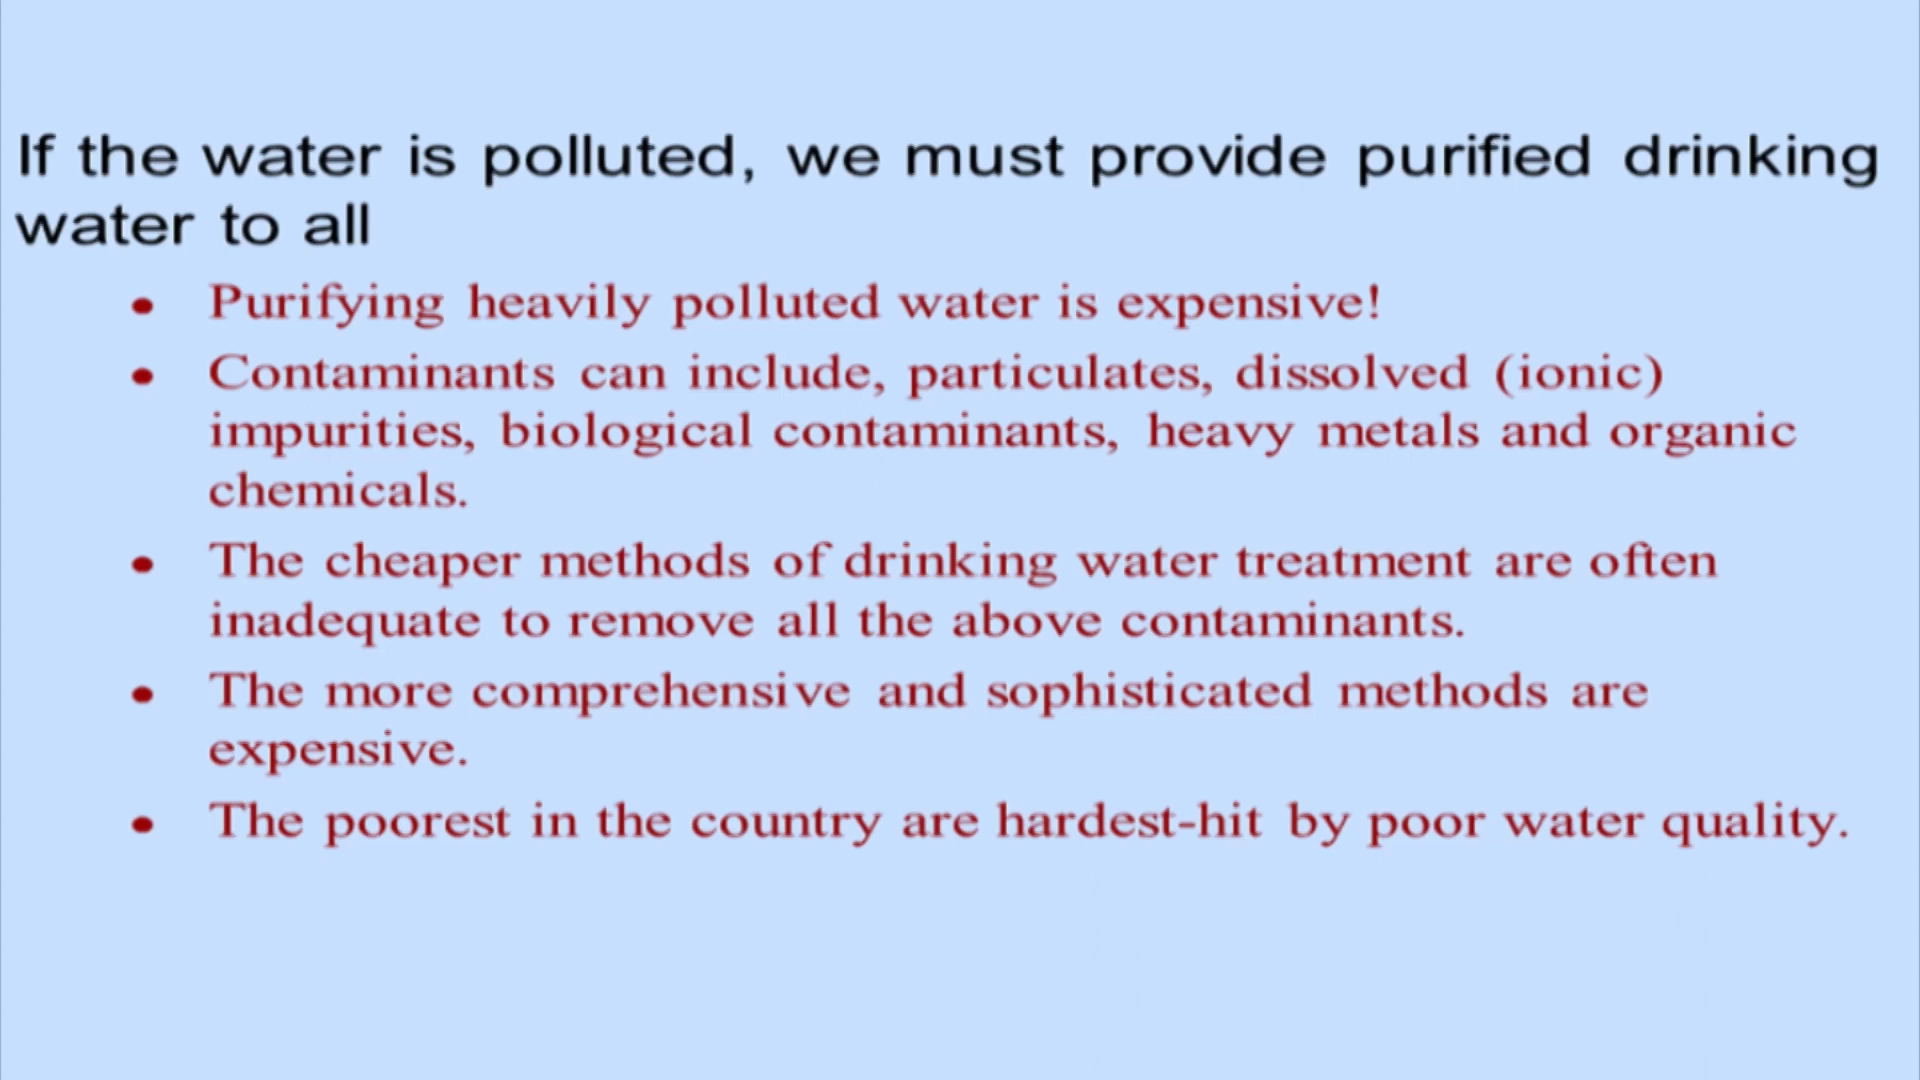 If the water is polluted, we must provide purified drinking
water to all
• Purifying heavily polluted water is expensive!
• Contaminants can include, particulates, dissolved (ionic)
impurities, biological contaminants, heavy metals and organic
chemicals.
• The cheaper methods of drinking water treatment are often
inadequate to remove all the above contaminants.
• The more comprehensive and sophisticated methods are
expensive.
• The poorest in the country are hardest-hit by poor water quality.